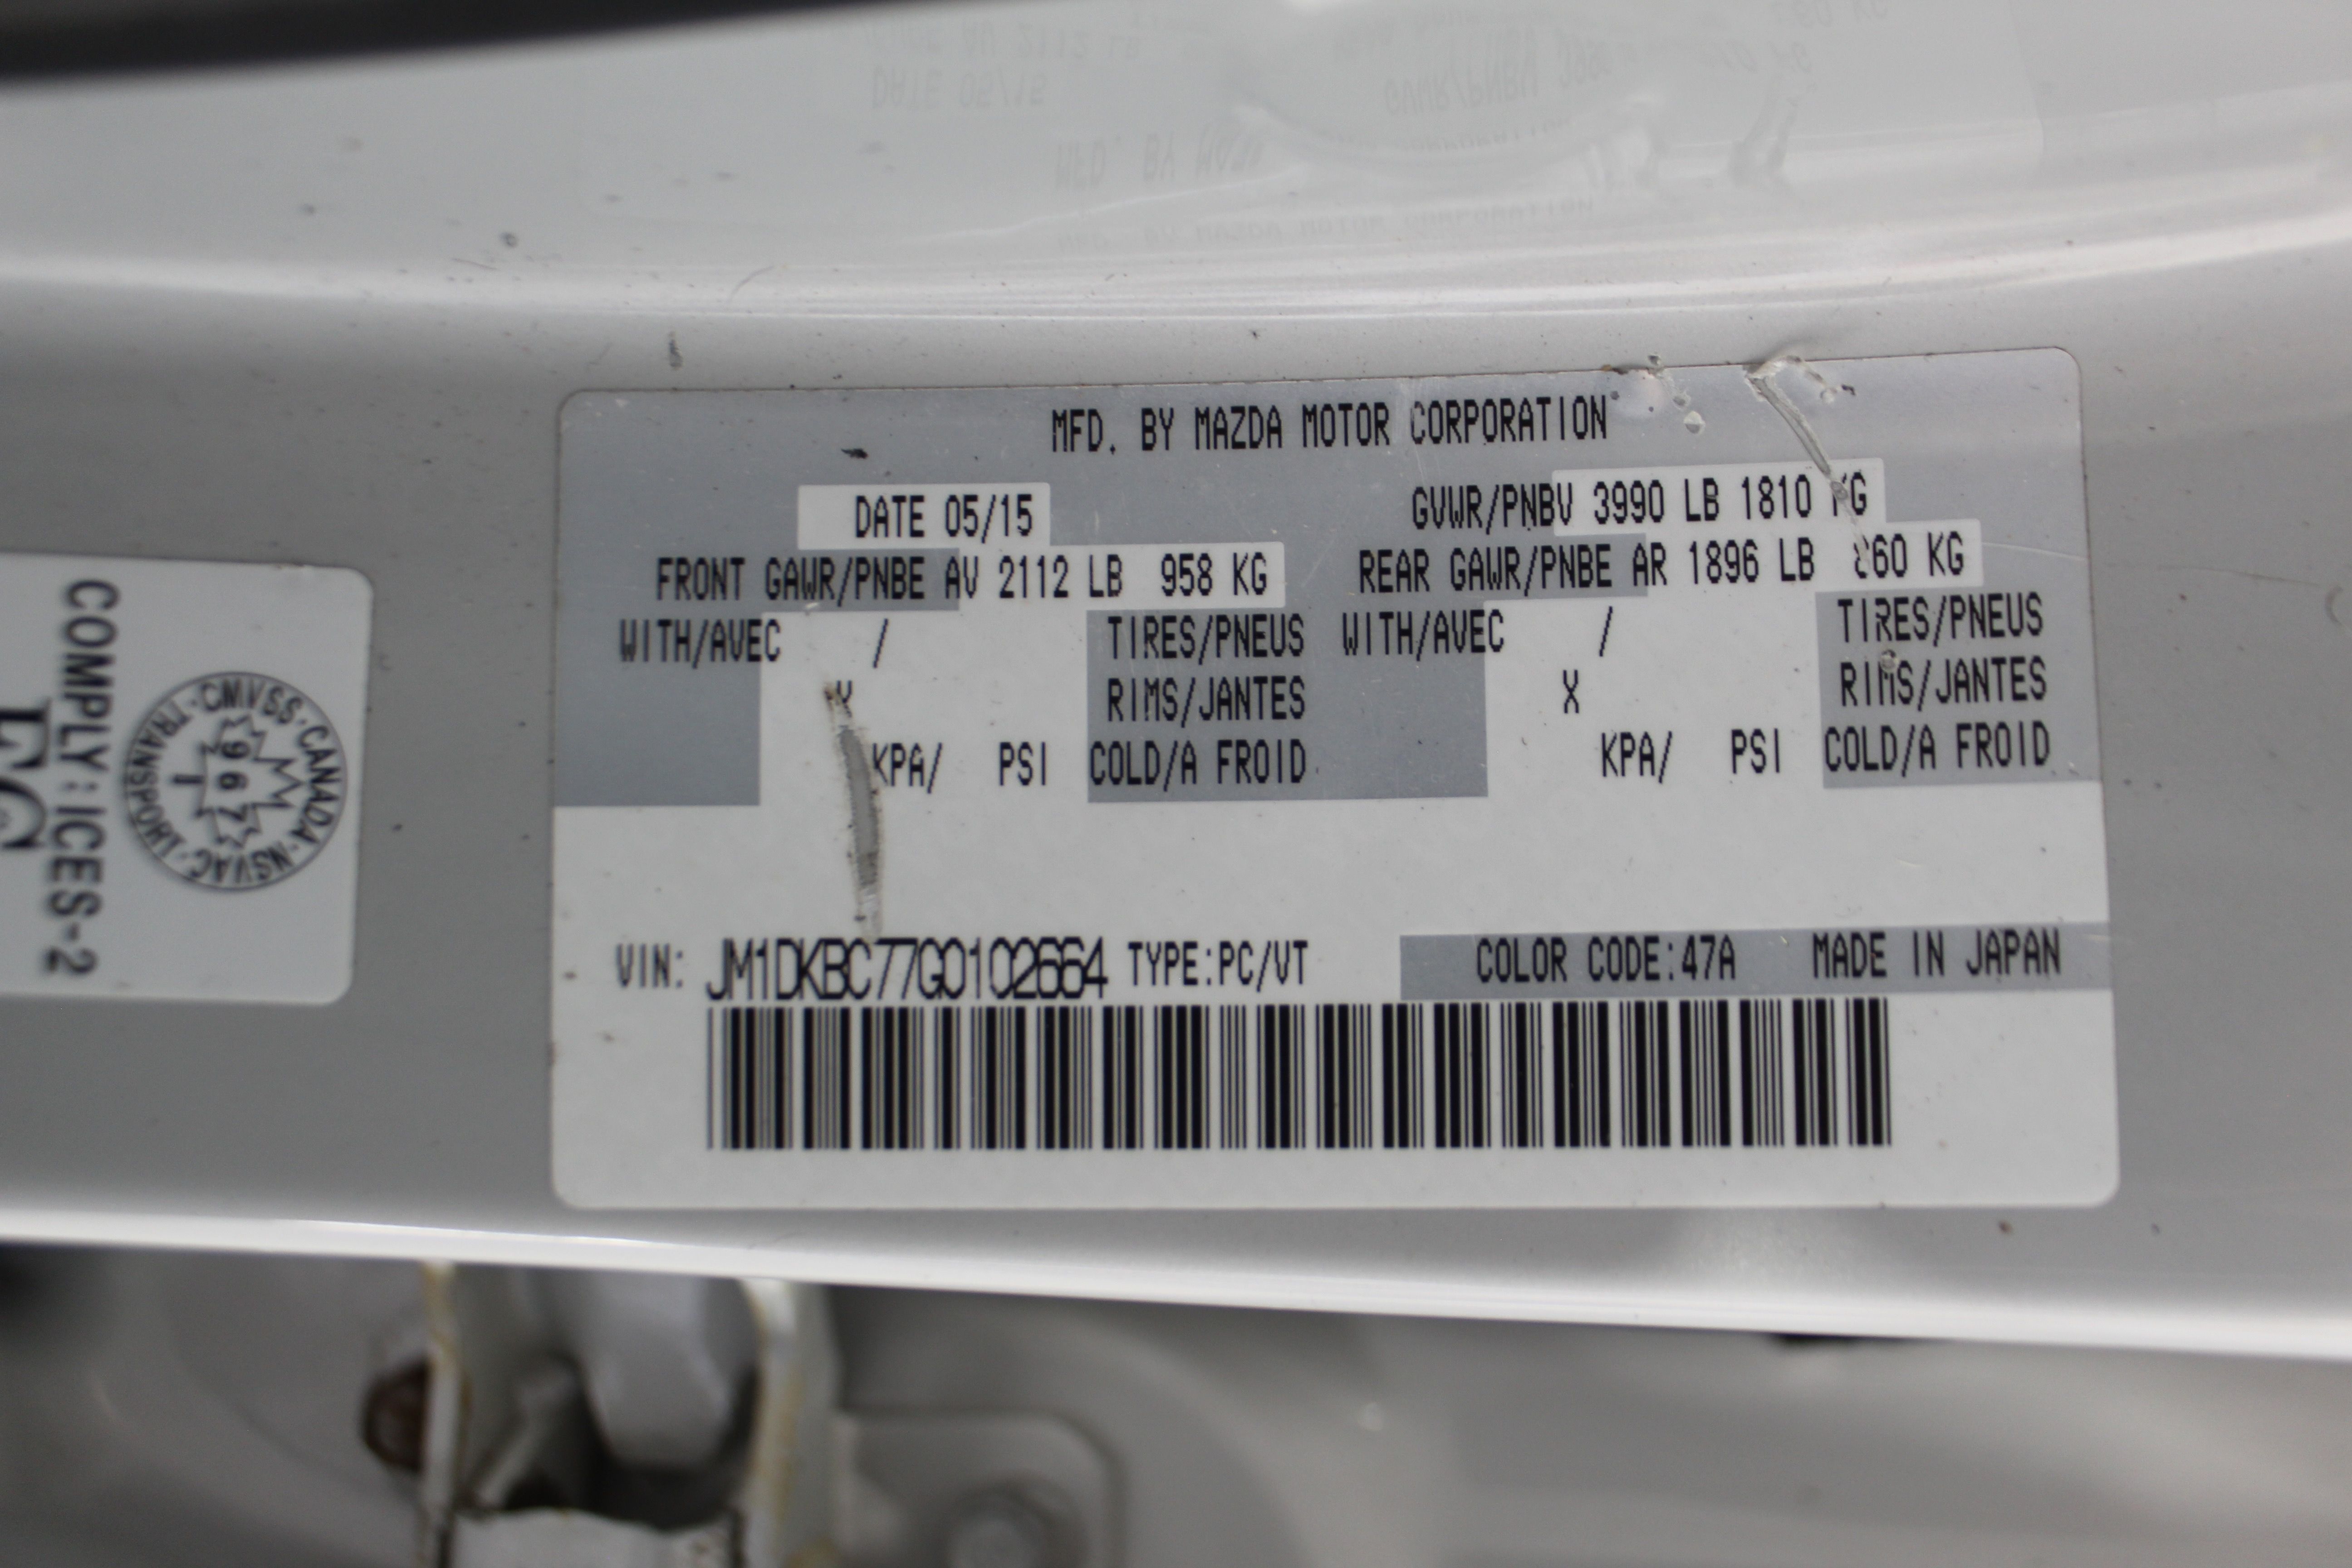 MFD. BY MAZDA MOTOR CORPORATION
DATE 05/15 GVWR/PNBV 3990 LB 1810 KG
FRONT GAWR/PNBE AV 2112 LB 958 KG REAR GAWR/PNBE AR 1896 LB 860 KG
WITH/AVEC / TIRES/PNEUS WITH/AVEC / TIRES/PNEUS
X RIMS/JANTES X RIMS/JANTES
KPA/ PSI COLD/A FROID KPA/ PSI COLD/A FROID
VIN: JM1DKBC77G0102664 TYPE:PC/VT COLOR CODE:47A MADE IN JAPAN
CMVSS·CANADA·NSVAC·TRANSPORT·
967
COMPLY:ICES-2